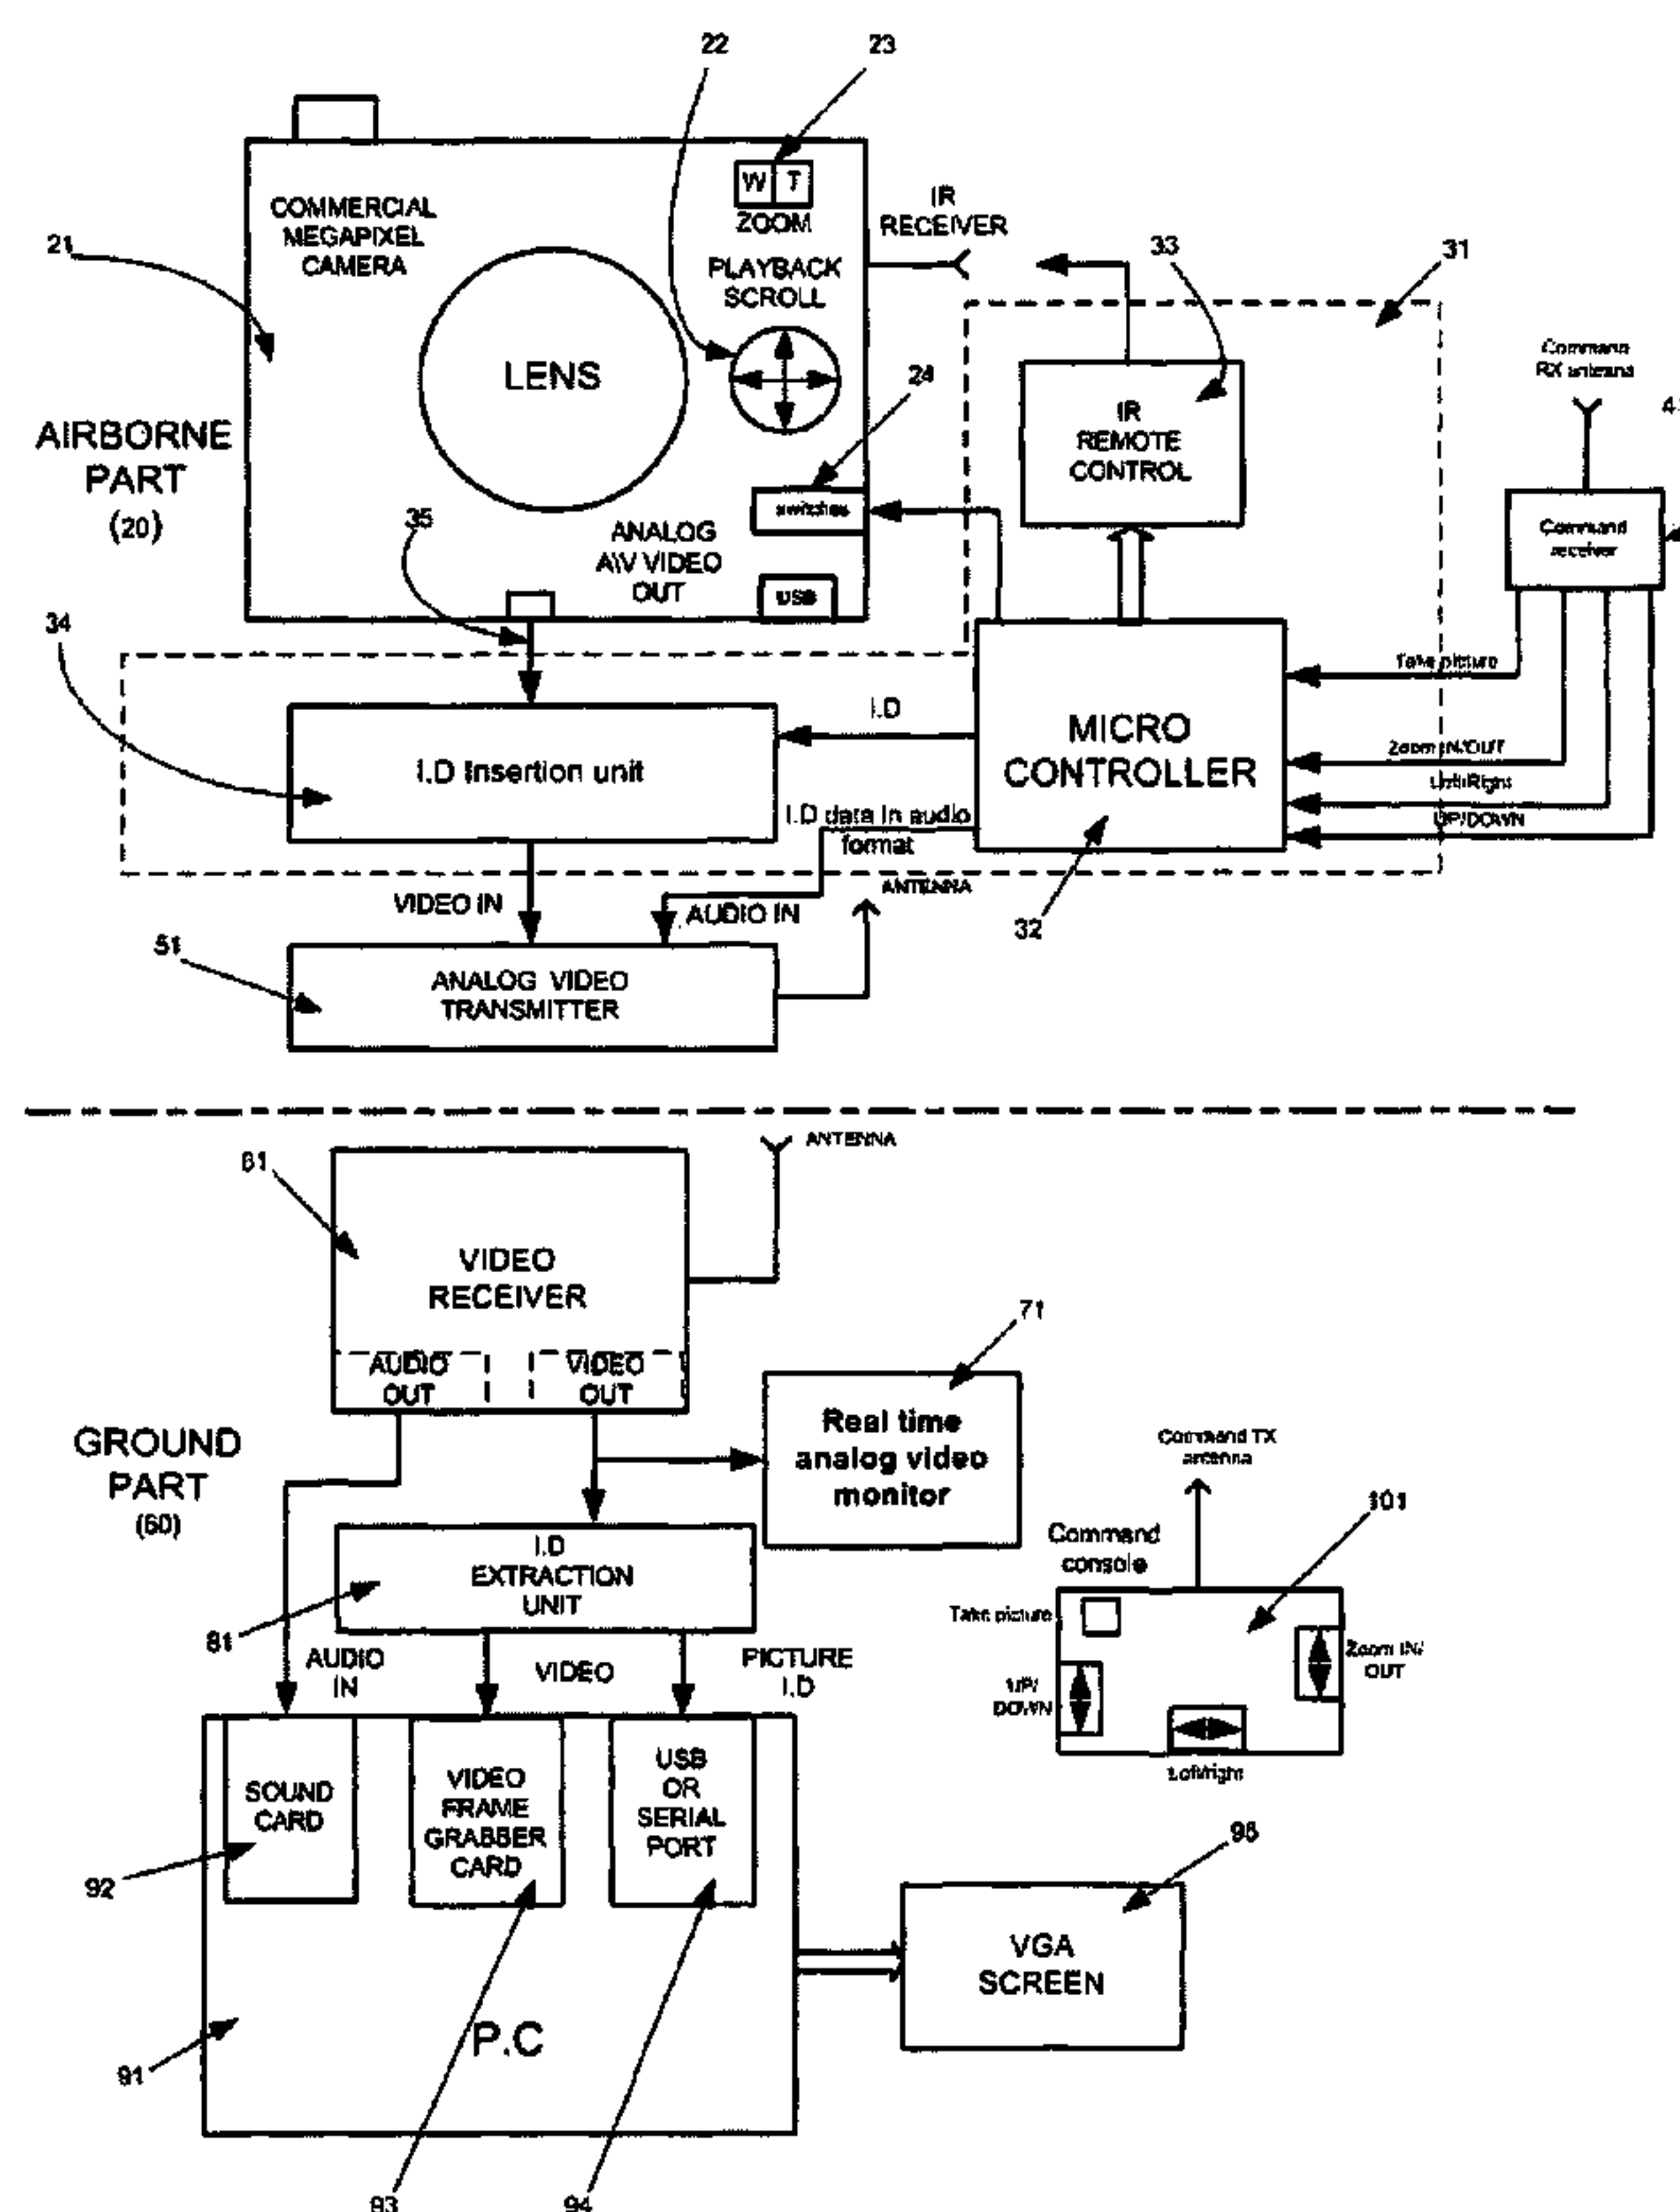 22
23
COMMERCIAL
MEGAPIXEL
CAMERA
W T
ZOOM
IR
RECEIVER
21
PLAYBACK
SCROLL
33
31
LENS
24
Command
RX antenna
AIRBORNE
PART
(20)
IR
REMOTE
CONTROL
switches
Command
receiver
35
ANALOG
A\V VIDEO
OUT
USB
34
Take picture
I.D
MICRO
CONTROLLER
Zoom IN/OUT
I.D Insertion unit
UP/DOWN
I.D data in audio
format
VIDEO IN
AUDIO IN
ANTENNA
32
51
ANALOG VIDEO
TRANSMITTER
ANTENNA
61
VIDEO
RECEIVER
AUDIO
OUT
VIDEO
OUT
71
Real time
analog video
monitor
GROUND
PART
(60)
Command TX
antenna
101
Command
console
I.D
EXTRACTION
UNIT
81
Take picture
Zoom IN/
OUT
UP/
DOWN
Left/right
AUDIO
IN
VIDEO
PICTURE
I.D
SOUND
CARD
VIDEO
FRAME
GRABBER
CARD
USB
OR
SERIAL
PORT
92
95
VGA
SCREEN
P.C
91
93
94